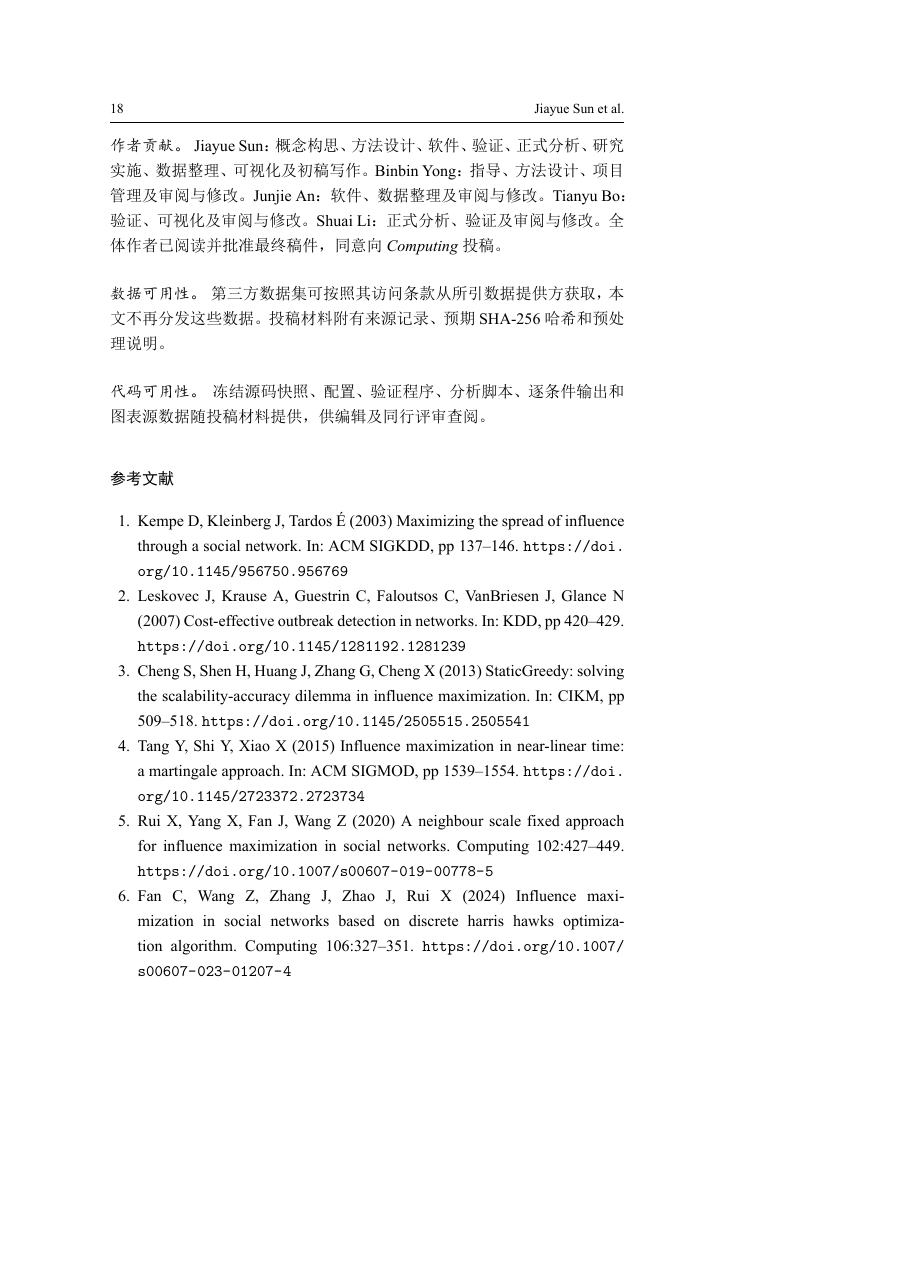 18 Jiayue Sun et al.
作者贡献。 Jiayue Sun：概念构思、方法设计、软件、验证、正式分析、研究
实施、数据整理、可视化及初稿写作。Binbin Yong：指导、方法设计、项目
管理及审阅与修改。Junjie An：软件、数据整理及审阅与修改。Tianyu Bo：
验证、可视化及审阅与修改。Shuai Li：正式分析、验证及审阅与修改。全
体作者已阅读并批准最终稿件，同意向 Computing 投稿。
数据可用性。 第三方数据集可按照其访问条款从所引数据提供方获取，本
文不再分发这些数据。投稿材料附有来源记录、预期 SHA-256 哈希和预处
理说明。
代码可用性。 冻结源码快照、配置、验证程序、分析脚本、逐条件输出和
图表源数据随投稿材料提供，供编辑及同行评审查阅。
参考文献
1. Kempe D, Kleinberg J, Tardos É (2003) Maximizing the spread of influence
through a social network. In: ACM SIGKDD, pp 137–146. https://doi.
org/10.1145/956750.956769
2. Leskovec J, Krause A, Guestrin C, Faloutsos C, VanBriesen J, Glance N
(2007) Cost-effective outbreak detection in networks. In: KDD, pp 420–429.
https://doi.org/10.1145/1281192.1281239
3. Cheng S, Shen H, Huang J, Zhang G, Cheng X (2013) StaticGreedy: solving
the scalability-accuracy dilemma in influence maximization. In: CIKM, pp
509–518. https://doi.org/10.1145/2505515.2505541
4. Tang Y, Shi Y, Xiao X (2015) Influence maximization in near-linear time:
a martingale approach. In: ACM SIGMOD, pp 1539–1554. https://doi.
org/10.1145/2723372.2723734
5. Rui X, Yang X, Fan J, Wang Z (2020) A neighbour scale fixed approach
for influence maximization in social networks. Computing 102:427–449.
https://doi.org/10.1007/s00607-019-00778-5
6. Fan C, Wang Z, Zhang J, Zhao J, Rui X (2024) Influence maxi-
mization in social networks based on discrete harris hawks optimiza-
tion algorithm. Computing 106:327–351. https://doi.org/10.1007/
s00607-023-01207-4